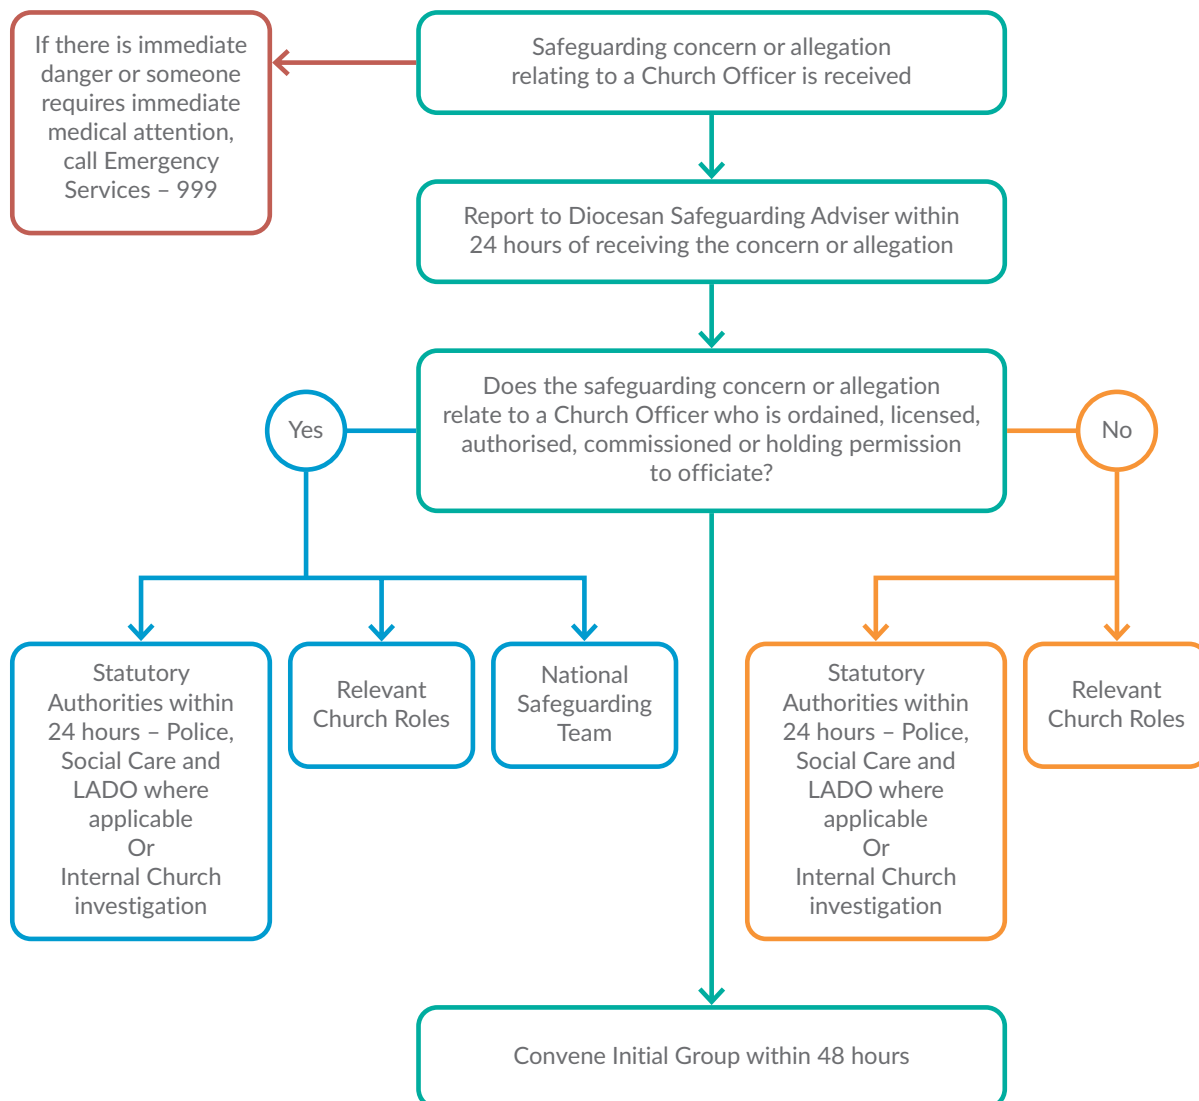 If there is immediate
danger or someone
requires immediate
medical attention,
call Emergency
Services – 999
Safeguarding concern or allegation
relating to a Church Officer is received
Report to Diocesan Safeguarding Adviser within
24 hours of receiving the concern or allegation
Does the safeguarding concern or allegation
relate to a Church Officer who is ordained, licensed,
authorised, commissioned or holding permission
to officiate?
Yes
No
Statutory
Authorities within
24 hours – Police,
Social Care and
LADO where
applicable
Or
Internal Church
investigation
Relevant
Church Roles
National
Safeguarding
Team
Statutory
Authorities within
24 hours – Police,
Social Care and
LADO where
applicable
Or
Internal Church
investigation
Relevant
Church Roles
Convene Initial Group within 48 hours